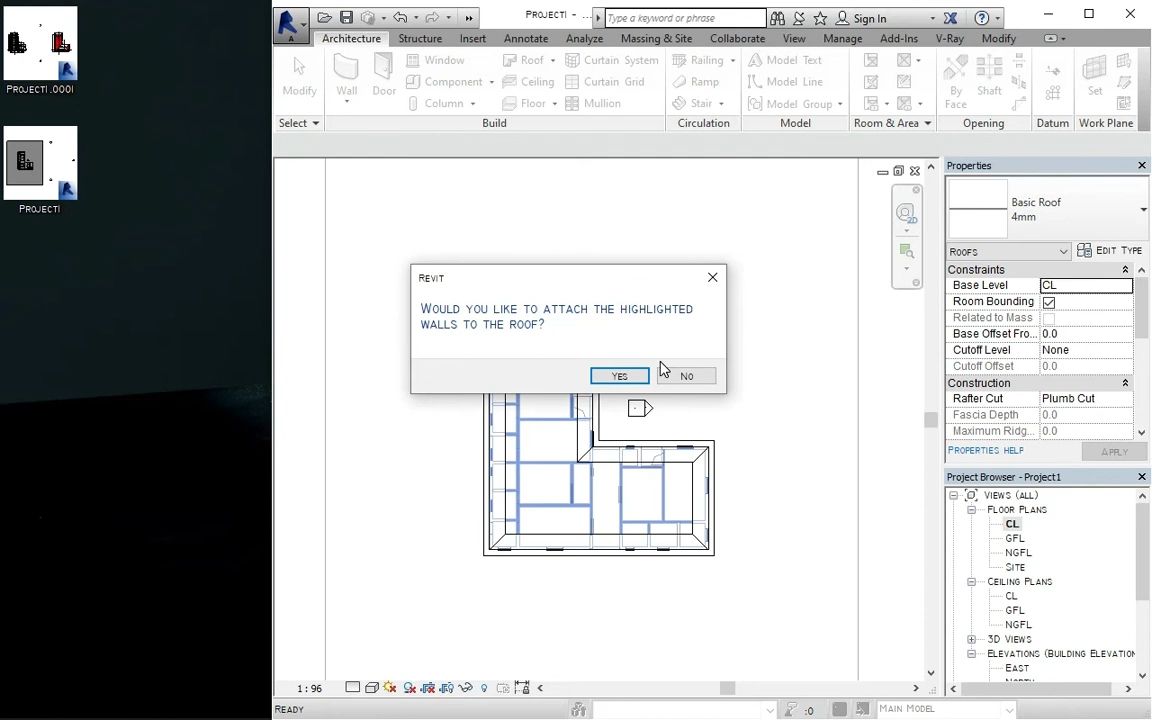 PROJECT1 - ...
Type a keyword or phrase
Sign In
A
Architecture
Structure
Insert
Annotate
Analyze
Massing & Site
Collaborate
View
Manage
Add-Ins
V-Ray
Modify
Modify
Wall
Door
Window
Component
Column
Roof
Ceiling
Floor
Curtain System
Curtain Grid
Mullion
Railing
Ramp
Stair
Model Text
Model Line
Model Group
By
Face
Shaft
Set
Select
Build
Circulation
Model
Room & Area
Opening
Datum
Work Plane
PROJECT1.0001
PROJECT1
2D
REVIT
WOULD YOU LIKE TO ATTACH THE HIGHLIGHTED
WALLS TO THE ROOF?
YES
NO
Properties
Basic Roof
4mm
ROOFS
EDIT TYPE
Constraints
Base Level
CL
Room Bounding
Related to Mass
Base Offset Fro...
0.0
Cutoff Level
None
Cutoff Offset
0.0
Construction
Rafter Cut
Plumb Cut
Fascia Depth
0.0
Maximum Ridg...
0.0
PROPERTIES HELP
APPLY
Project Browser - Project1
VIEWS (ALL)
FLOOR PLANS
CL
GFL
NGFL
SITE
CEILING PLANS
CL
GFL
NGFL
3D VIEWS
ELEVATIONS (BUILDING ELEVATION
EAST
1 : 96
READY
:0
MAIN MODEL